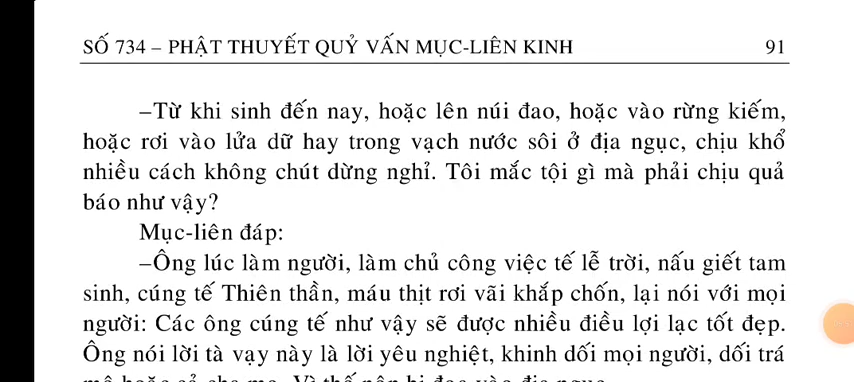 SỐ 734 – PHẬT THUYẾT QUỶ VẤN MỤC-LIÊN KINH 91
–Từ khi sinh đến nay, hoặc lên núi đao, hoặc vào rừng kiếm,
hoặc rơi vào lửa dữ hay trong vạch nước sôi ở địa ngục, chịu khổ
nhiều cách không chút dừng nghỉ. Tôi mắc tội gì mà phải chịu quả
báo như vậy?
Mục-liên đáp:
–Ông lúc làm người, làm chủ công việc tế lễ trời, nấu giết tam
sinh, cúng tế Thiên thần, máu thịt rơi vãi khắp chốn, lại nói với mọi
người: Các ông cúng tế như vậy sẽ được nhiều điều lợi lạc tốt đẹp.
Ông nói lời tà vạy này là lời yêu nghiệt, khinh dối mọi người, dối trá